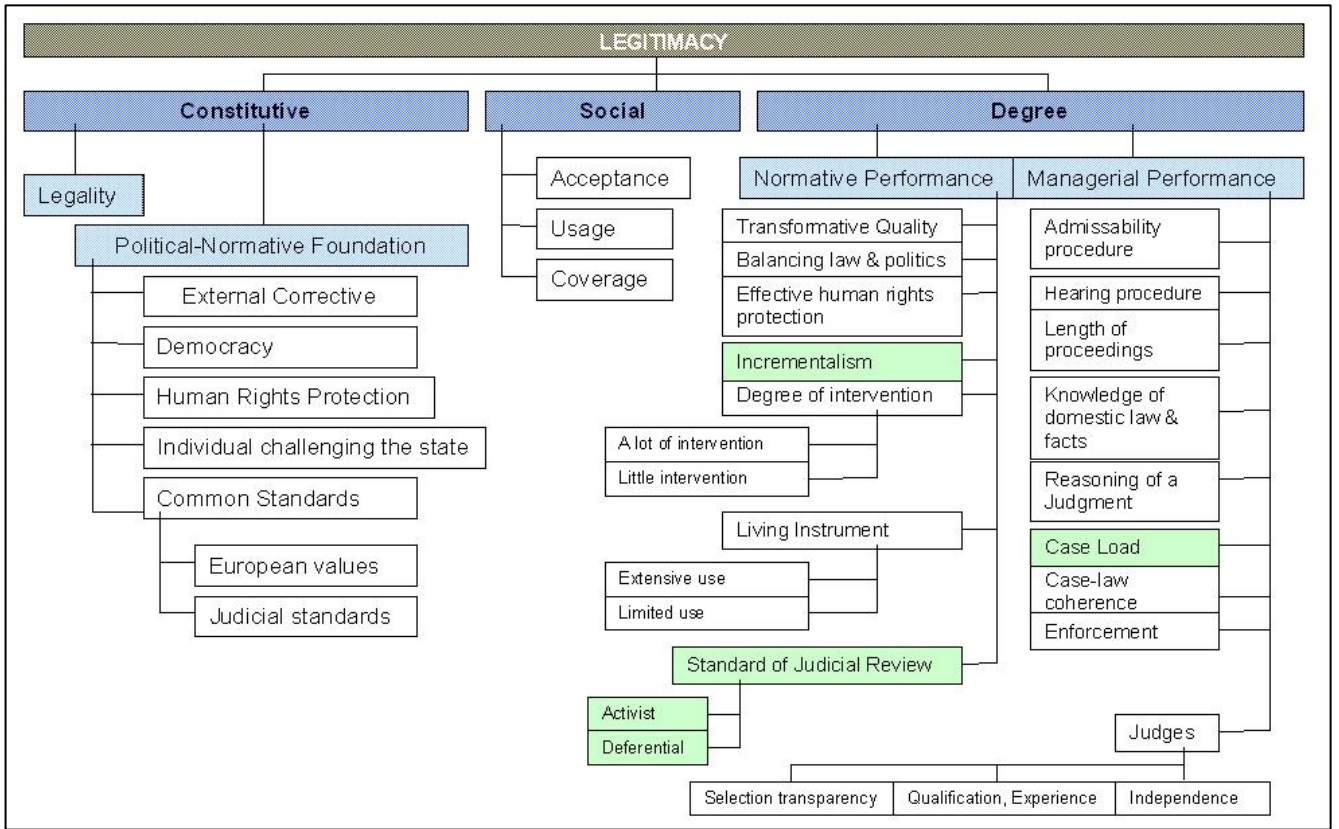 LEGITIMACY
Constitutive
Social
Degree
Legality
Political-Normative Foundation
External Corrective
Democracy
Human Rights Protection
Individual challenging the state
Common Standards
European values
Judicial standards
Acceptance
Usage
Coverage
Normative Performance
Transformative Quality
Balancing law & politics
Effective human rights
protection
Incrementalism
Degree of intervention
A lot of intervention
Little intervention
Living Instrument
Extensive use
Limited use
Standard of Judicial Review
Activist
Deferential
Managerial Performance
Admissability
procedure
Hearing procedure
Length of
proceedings
Knowledge of
domestic law &
facts
Reasoning of a
Judgment
Case Load
Case-law
coherence
Enforcement
Judges
Selection transparency
Qualification, Experience
Independence